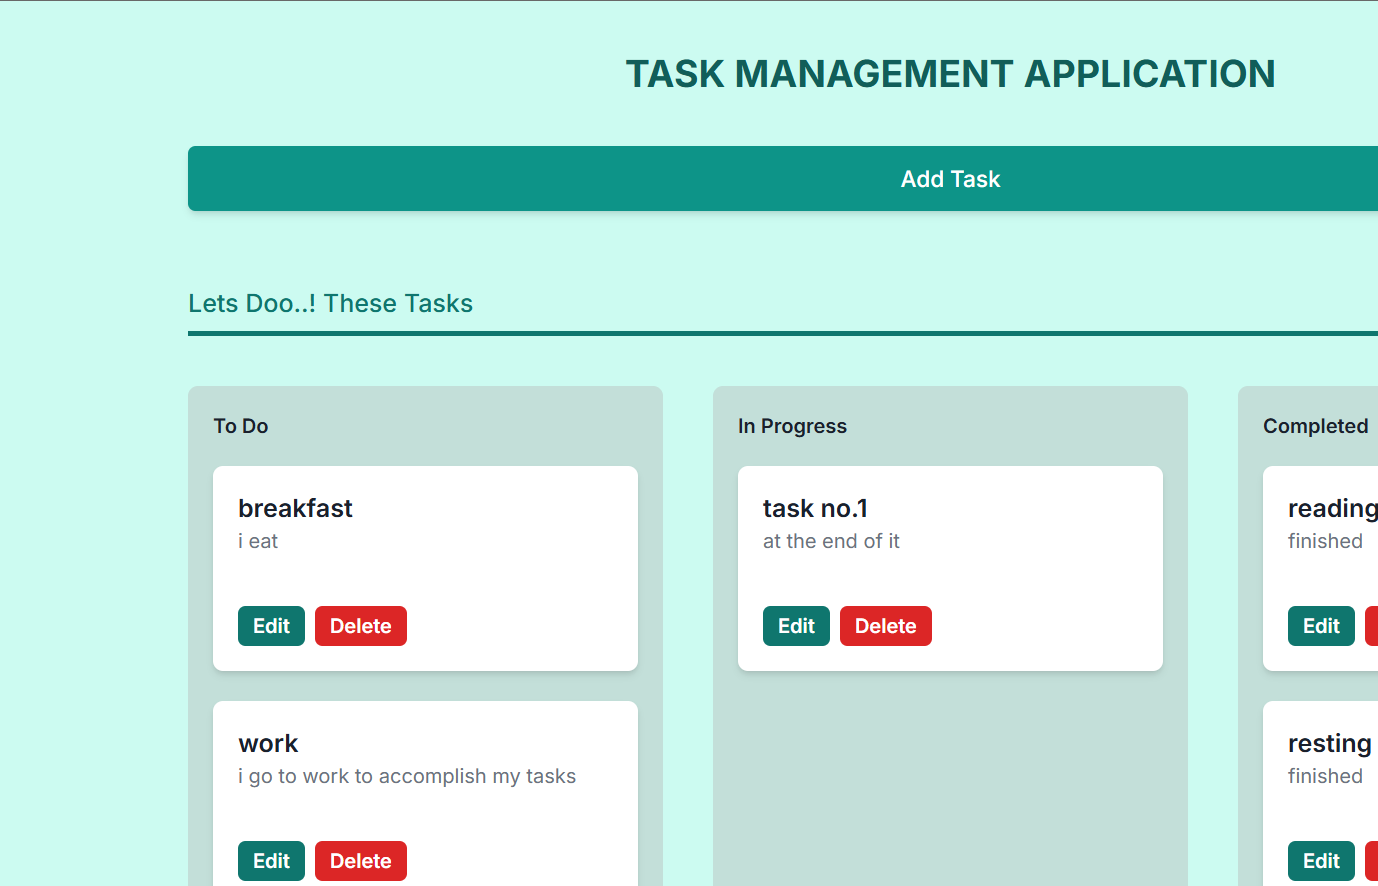 TASK MANAGEMENT APPLICATION
Add Task
Lets Doo..! These Tasks
To Do
breakfast
i eat
Edit
Delete
work
i go to work to accomplish my tasks
Edit
Delete
In Progress
task no.1
at the end of it
Edit
Delete
Completed
reading
finished
Edit
resting
finished
Edit